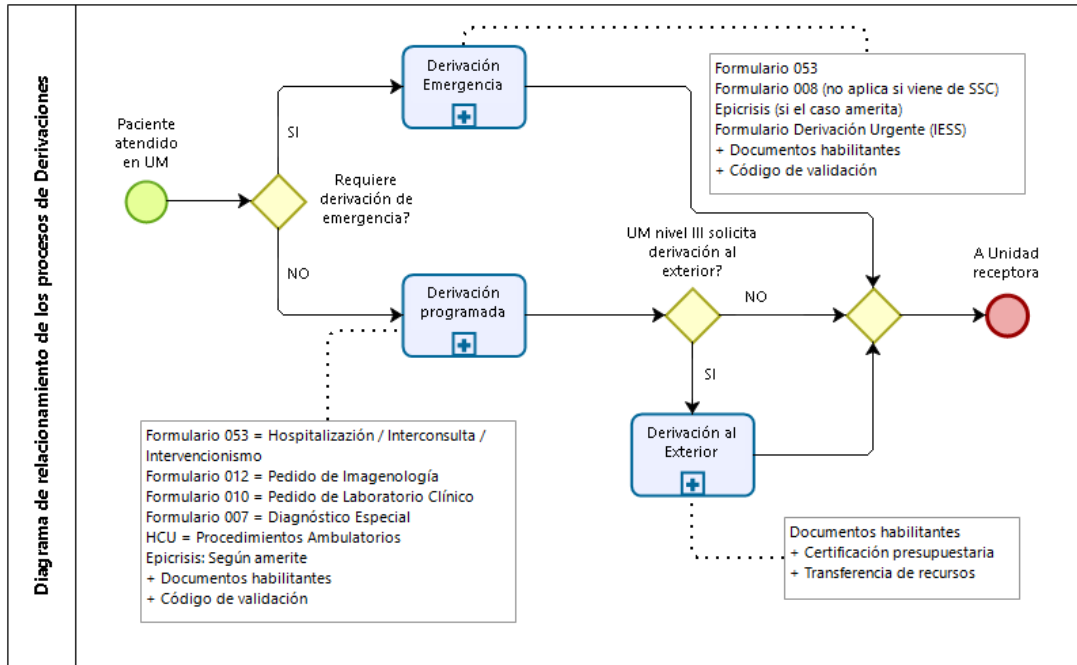 Diagrama de relacionamiento de los procesos de Derivaciones
Paciente
atendido
en UM
Requiere
derivación de
emergencia?
SI
NO
Derivación
Emergencia
Formulario 053
Formulario 008 (no aplica si viene de SSC)
Epicrisis (si el caso amerita)
Formulario Derivación Urgente (IESS)
+ Documentos habilitantes
+ Código de validación
Derivación
programada
UM nivel III solicita
derivación al
exterior?
NO
SI
A Unidad
receptora
Derivación al
Exterior
Formulario 053 = Hospitalizazión / Interconsulta /
Intervencionismo
Formulario 012 = Pedido de Imagenología
Formulario 010 = Pedido de Laboratorio Clínico
Formulario 007 = Diagnóstico Especial
HCU = Procedimientos Ambulatorios
Epicrisis: Según amerite
+ Documentos habilitantes
+ Código de validación
Documentos habilitantes
+ Certificación presupuestaria
+ Transferencia de recursos